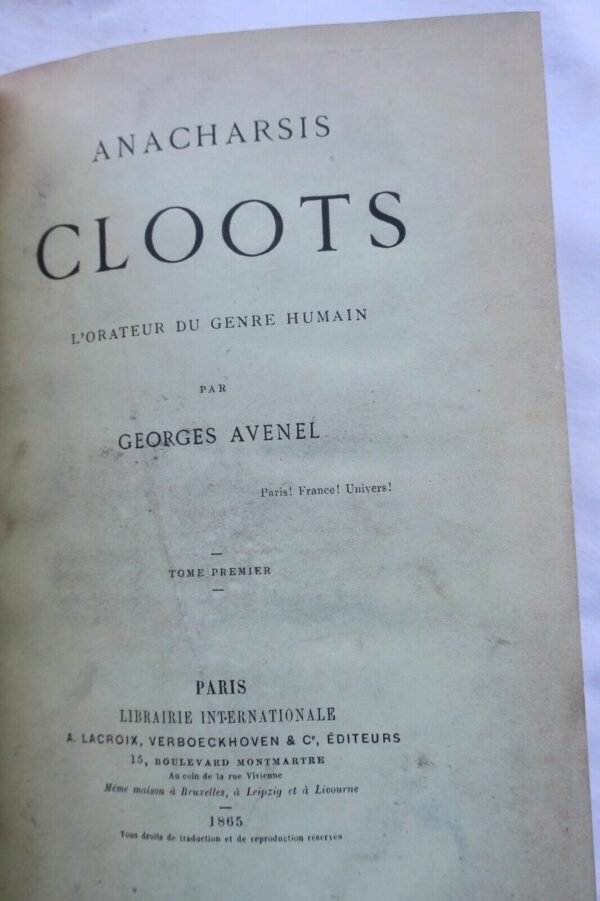 ANACHARSIS
CLOOTS
L'ORATEUR DU GENRE HUMAIN
PAR
GEORGES AVENEL
Paris! France! Univers!
TOME PREMIER
PARIS
LIBRAIRIE INTERNATIONALE
A. LACROIX, VERBOECKHOVEN & Cᵉ, ÉDITEURS
15, BOULEVARD MONTMARTRE
Au coin de la rue Vivienne
Même maison à Bruxelles, à Leipzig et à Livourne
1865
Tous droits de traduction et de reproduction réservés